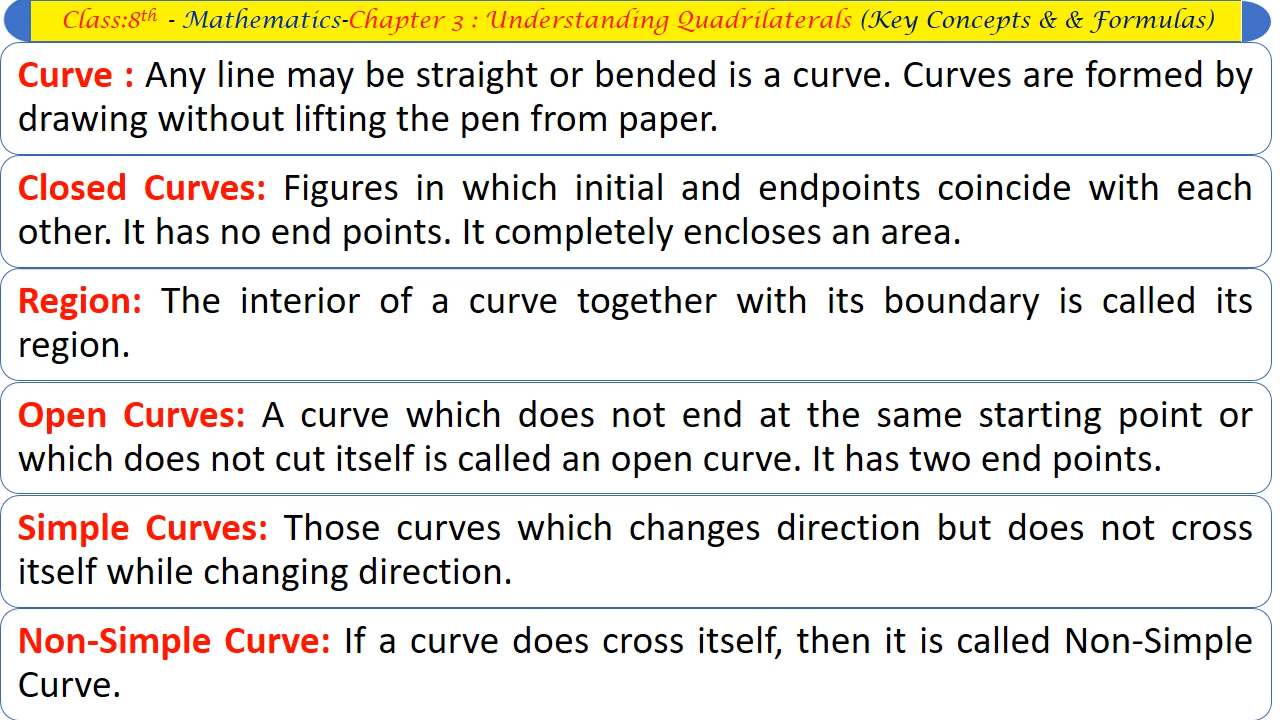 Class:8th - Mathematics-Chapter 3 : Understanding Quadrilaterals (Key Concepts & & Formulas)
Curve : Any line may be straight or bended is a curve. Curves are formed by
drawing without lifting the pen from paper.
Closed Curves: Figures in which initial and endpoints coincide with each
other. It has no end points. It completely encloses an area.
Region: The interior of a curve together with its boundary is called its
region.
Open Curves: A curve which does not end at the same starting point or
which does not cut itself is called an open curve. It has two end points.
Simple Curves: Those curves which changes direction but does not cross
itself while changing direction.
Non-Simple Curve: If a curve does cross itself, then it is called Non-Simple
Curve.